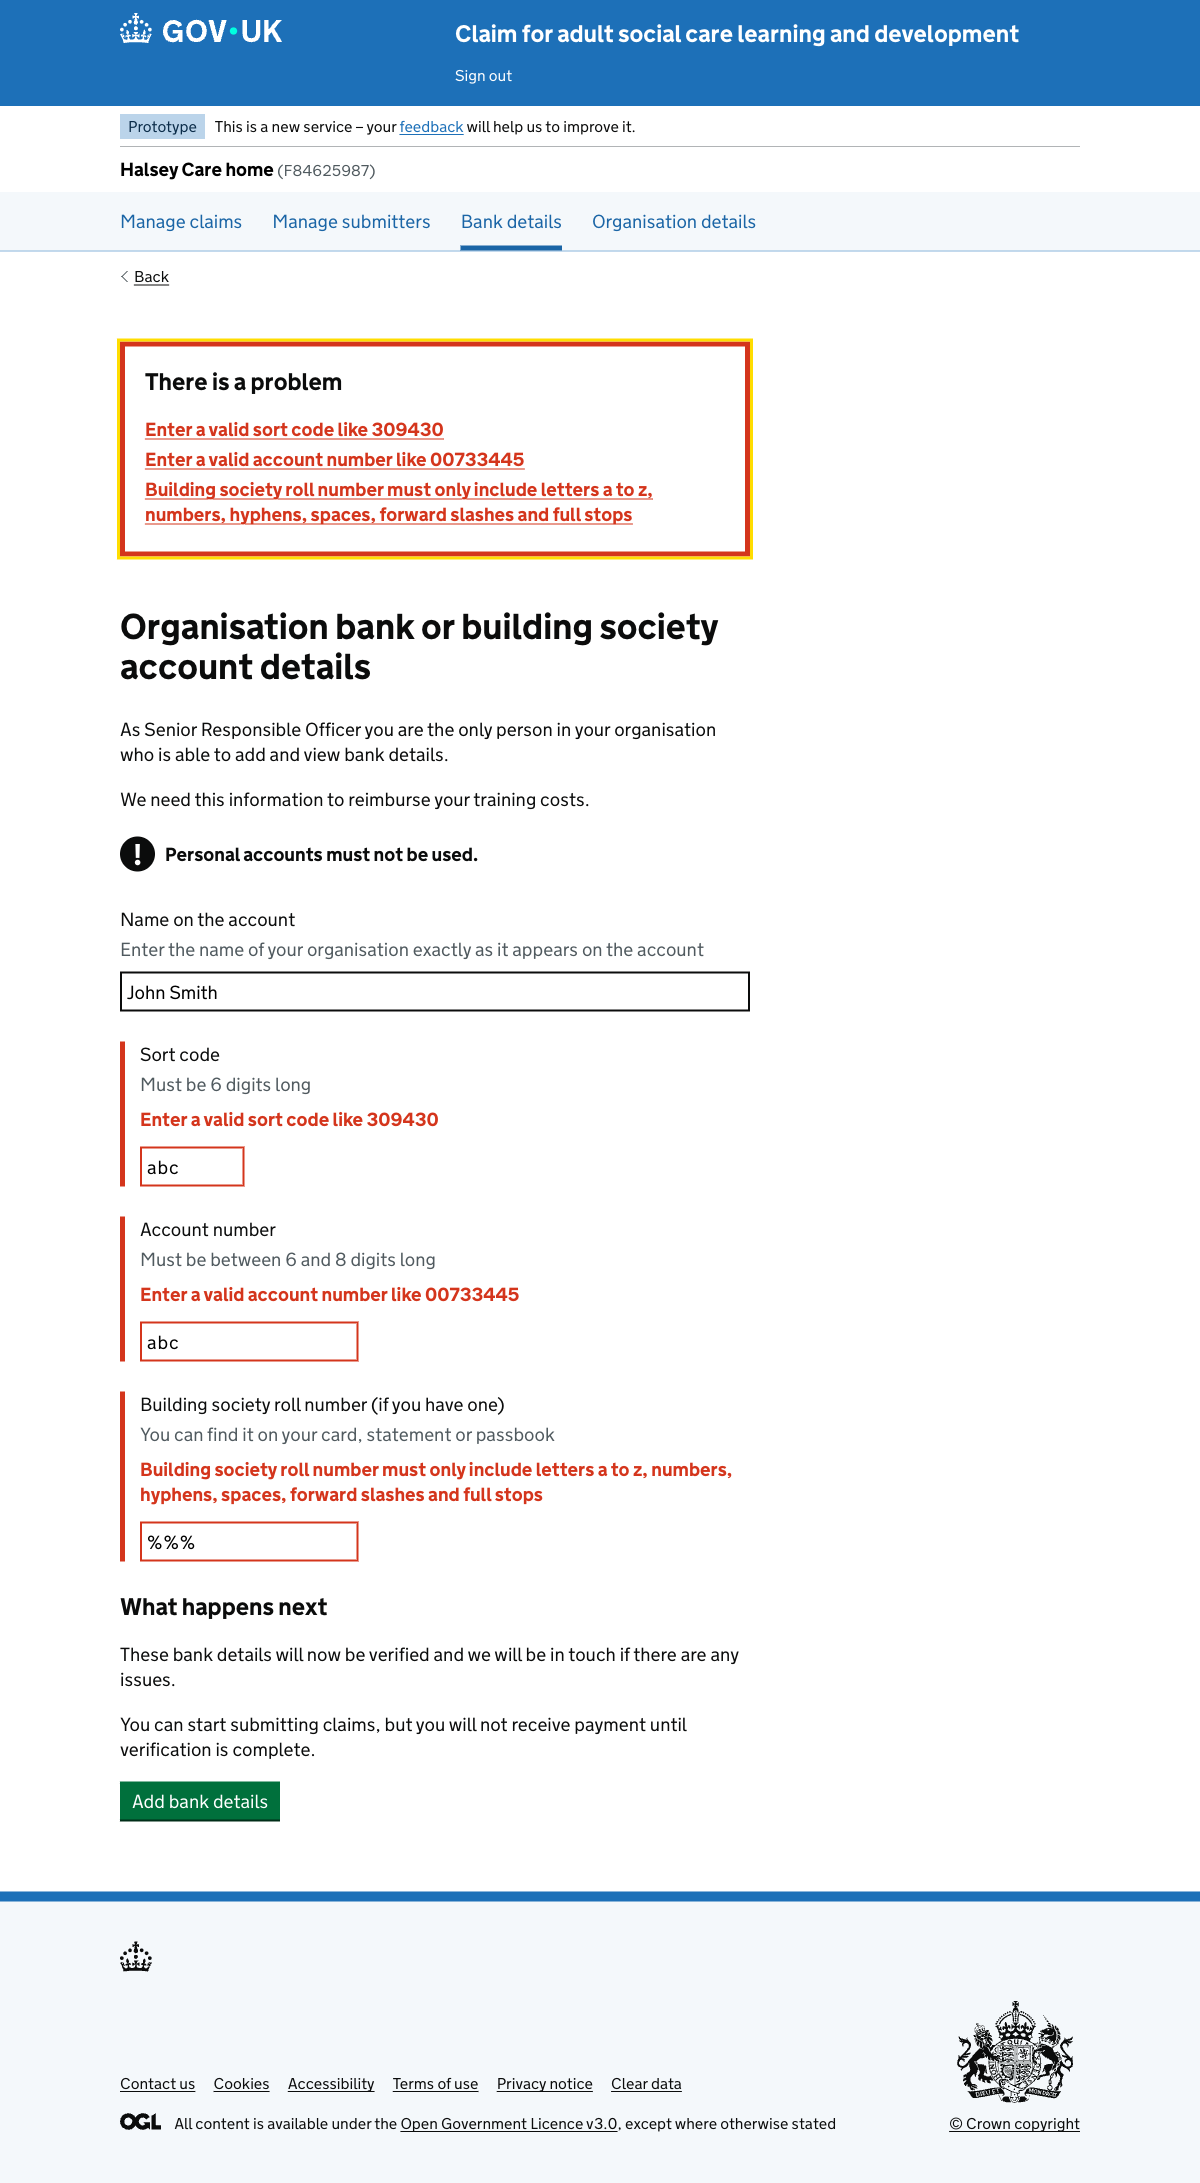 GOV·UK
Claim for adult social care learning and development
Sign out
Prototype This is a new service – your feedback will help us to improve it.
Halsey Care home (F84625987)
Manage claims Manage submitters Bank details Organisation details
Back
There is a problem
Enter a valid sort code like 309430
Enter a valid account number like 00733445
Building society roll number must only include letters a to z,
numbers, hyphens, spaces, forward slashes and full stops
Organisation bank or building society
account details
As Senior Responsible Officer you are the only person in your organisation
who is able to add and view bank details.
We need this information to reimburse your training costs.
! Personal accounts must not be used.
Name on the account
Enter the name of your organisation exactly as it appears on the account
John Smith
Sort code
Must be 6 digits long
Enter a valid sort code like 309430
abc
Account number
Must be between 6 and 8 digits long
Enter a valid account number like 00733445
abc
Building society roll number (if you have one)
You can find it on your card, statement or passbook
Building society roll number must only include letters a to z, numbers,
hyphens, spaces, forward slashes and full stops
%%%
What happens next
These bank details will now be verified and we will be in touch if there are any
issues.
You can start submitting claims, but you will not receive payment until
verification is complete.
Add bank details
Contact us Cookies Accessibility Terms of use Privacy notice Clear data
OGL All content is available under the Open Government Licence v3.0, except where otherwise stated
© Crown copyright